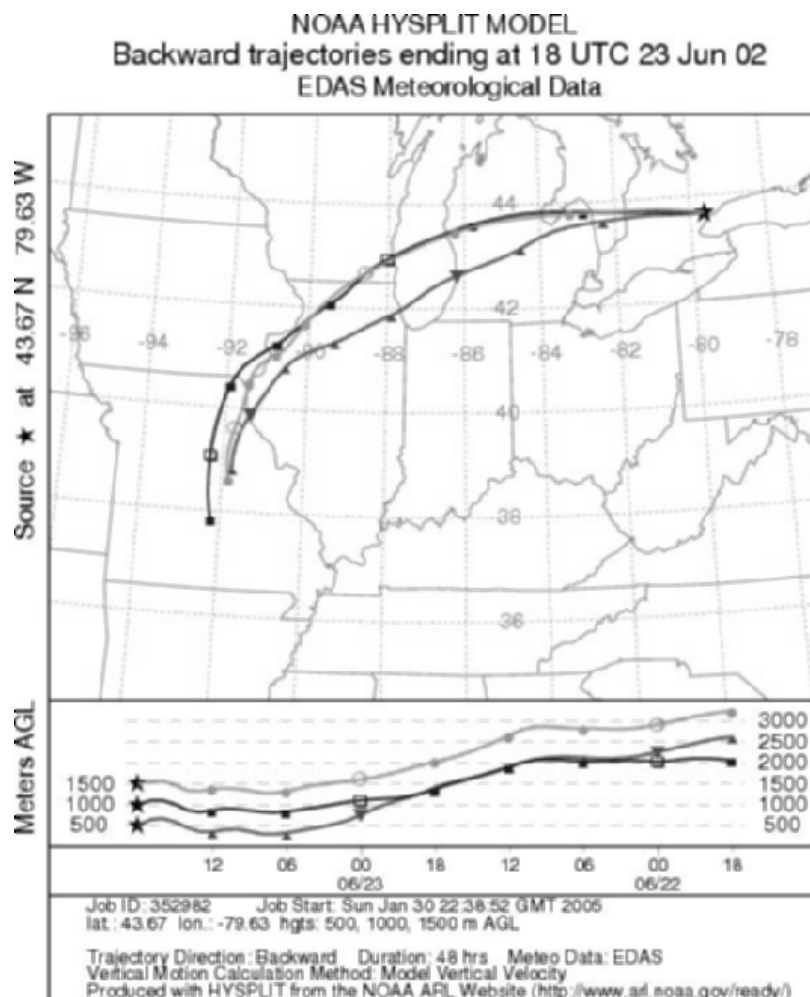 NOAA HYSPLIT MODEL
Backward trajectories ending at 18 UTC 23 Jun 02
EDAS Meteorological Data
Source ★ at 43.67 N 79.63 W
44
42
-96 -94 -92 -90 -88 -86 -84 -82 -80 -78
40
38
36
Meters AGL
3000
2500
2000
1500 1500
1000 1000
500 500
12 06 00 18 12 06 00 18
06/23 06/22
Job ID: 352982 Job Start: Sun Jan 30 22:38:52 GMT 2005
lat.: 43.67 lon.: -79.63 hgts: 500, 1000, 1500 m AGL
Trajectory Direction: Backward Duration: 48 hrs Meteo Data: EDAS
Vertical Motion Calculation Method: Model Vertical Velocity
Produced with HYSPLIT from the NOAA ARL Website (http://www.arl.noaa.gov/ready/)